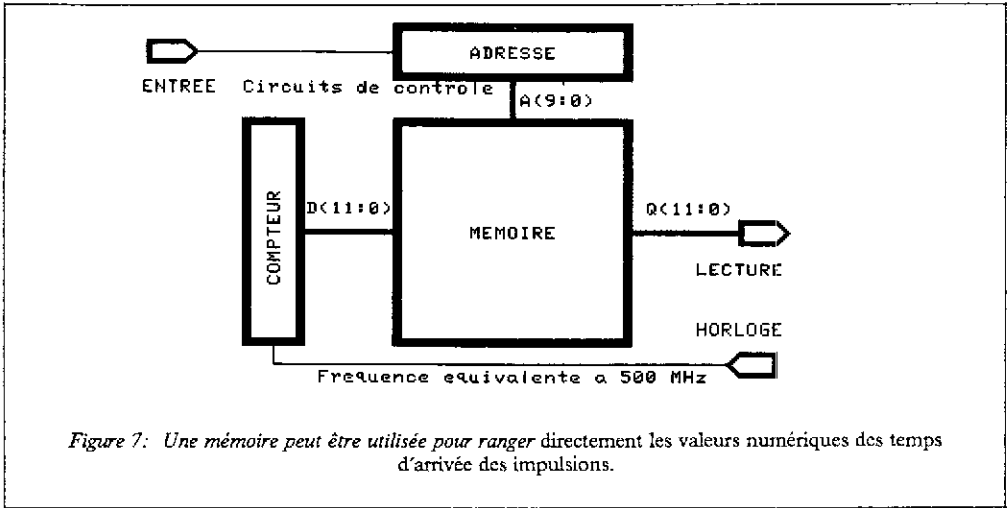 ADRESSE
ENTREE Circuits de controle
A(9:0)
COMPTEUR
D(11:0)
MEMOIRE
Q(11:0)
LECTURE
HORLOGE
Frequence equivalente a 500 MHz
Figure 7: Une mémoire peut être utilisée pour ranger directement les valeurs numériques des temps
d'arrivée des impulsions.